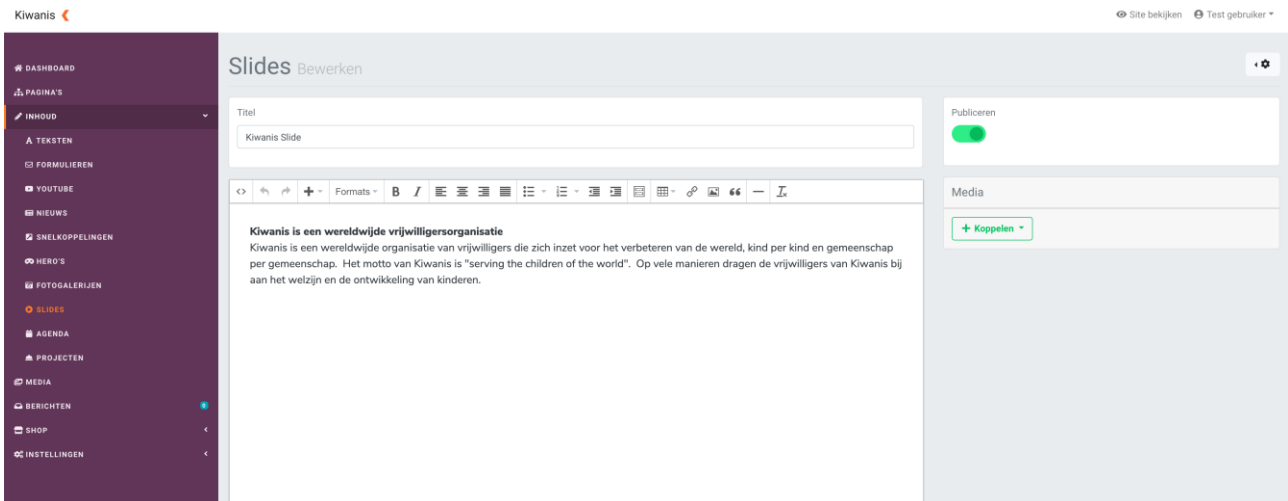 Kiwanis
Site bekijken
Test gebruiker
DASHBOARD
PAGINA'S
INHOUD
TEKSTEN
FORMULIEREN
YOUTUBE
NIEUWS
SNELKOPPELINGEN
HERO'S
FOTOGALERIJEN
SLIDES
AGENDA
PROJECTEN
MEDIA
BERICHTEN 0
SHOP
INSTELLINGEN
Slides Bewerken
Titel
Kiwanis Slide
Formats
Kiwanis is een wereldwijde vrijwilligersorganisatie
Kiwanis is een wereldwijde organisatie van vrijwilligers die zich inzet voor het verbeteren van de wereld, kind per kind en gemeenschap
per gemeenschap. Het motto van Kiwanis is "serving the children of the world". Op vele manieren dragen de vrijwilligers van Kiwanis bij
aan het welzijn en de ontwikkeling van kinderen.
Publiceren
Media
+ Koppelen